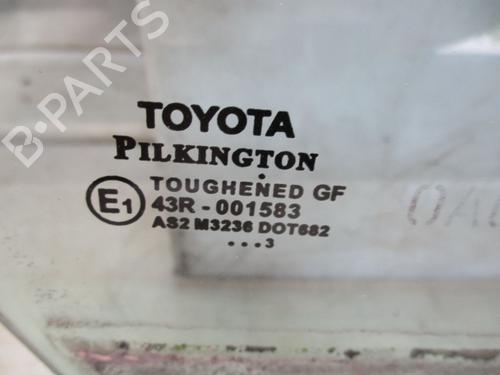 B-PARTS
TOYOTA
PILKINGTON
TOUGHENED GF
E1 43R-001583
AS2 M3236 DOT682
...3